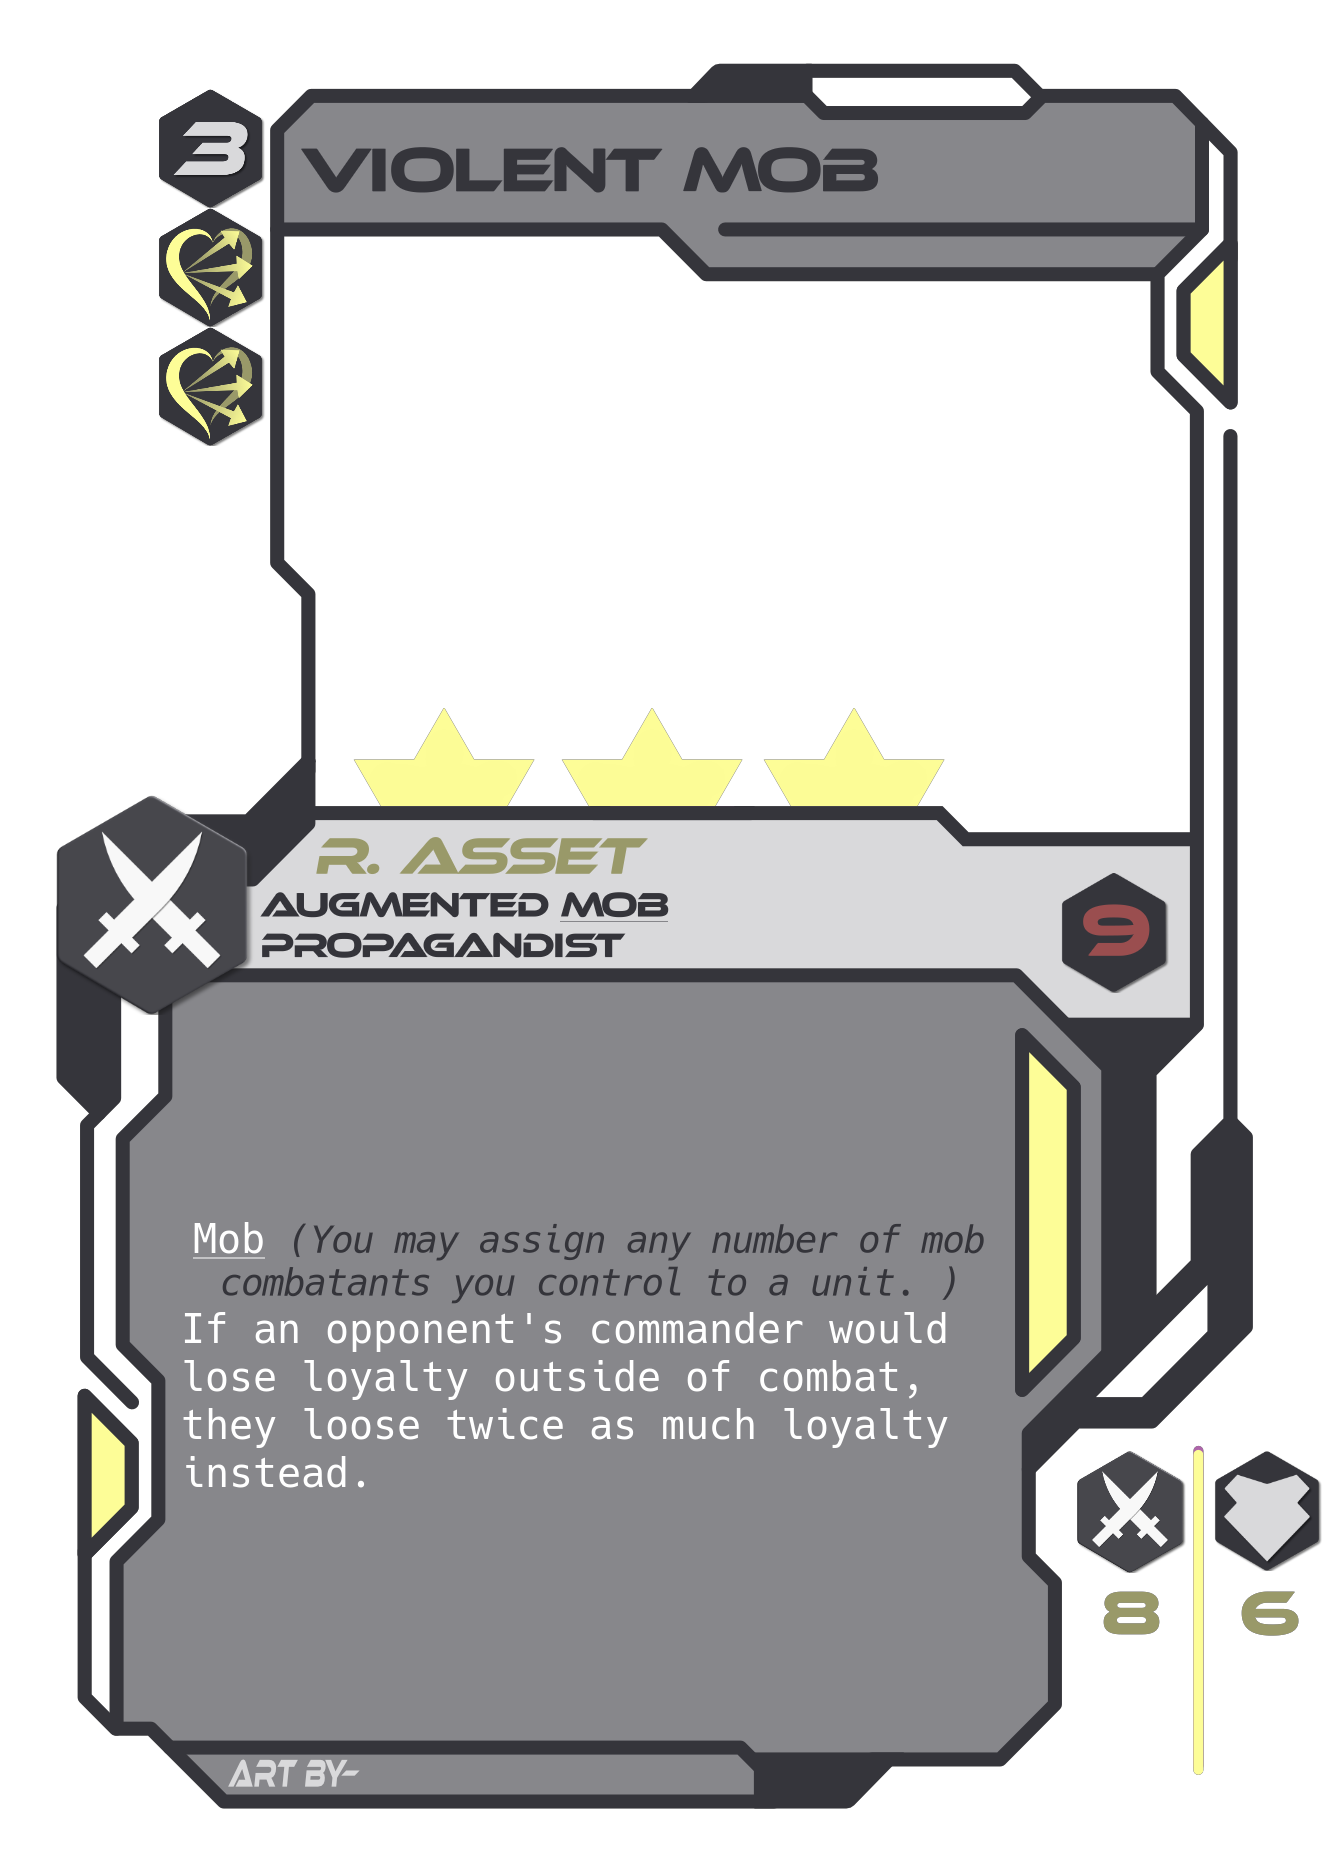 3
VIOLENT MOB
R. ASSET
AUGMENTED MOB
PROPAGANDIST
9
Mob (You may assign any number of mob
combatants you control to a unit. )
If an opponent's commander would
lose loyalty outside of combat,
they loose twice as much loyalty
instead.
8 6
ART BY-